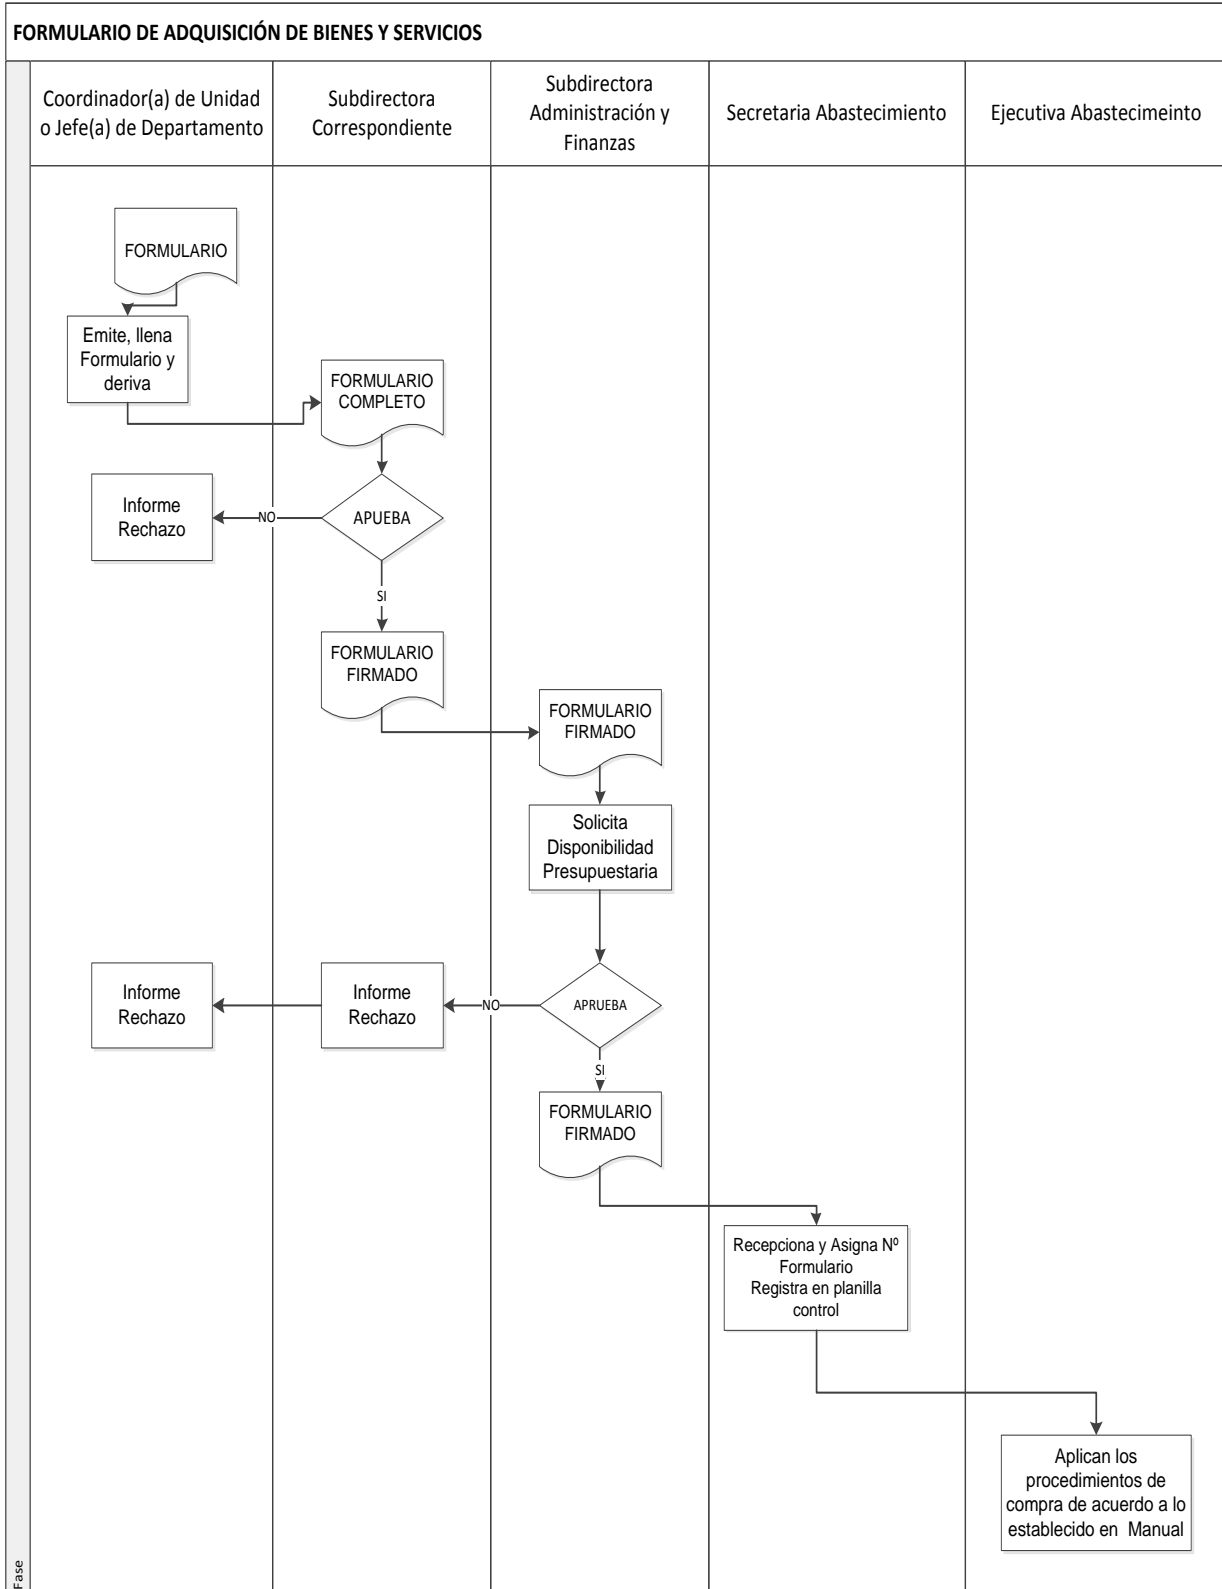 FORMULARIO DE ADQUISICIÓN DE BIENES Y SERVICIOS
Coordinador(a) de Unidad
o Jefe(a) de Departamento
Subdirectora
Correspondiente
Subdirectora
Administración y
Finanzas
Secretaria Abastecimiento
Ejecutiva Abastecimeinto
FORMULARIO
Emite, llena
Formulario y
deriva
FORMULARIO
COMPLETO
Informe
Rechazo
NO
APUEBA
SI
FORMULARIO
FIRMADO
FORMULARIO
FIRMADO
Solicita
Disponibilidad
Presupuestaria
Informe
Rechazo
Informe
Rechazo
NO
APRUEBA
SI
FORMULARIO
FIRMADO
Recepciona y Asigna Nº
Formulario
Registra en planilla
control
Aplican los
procedimientos de
compra de acuerdo a lo
establecido en  Manual
Fase